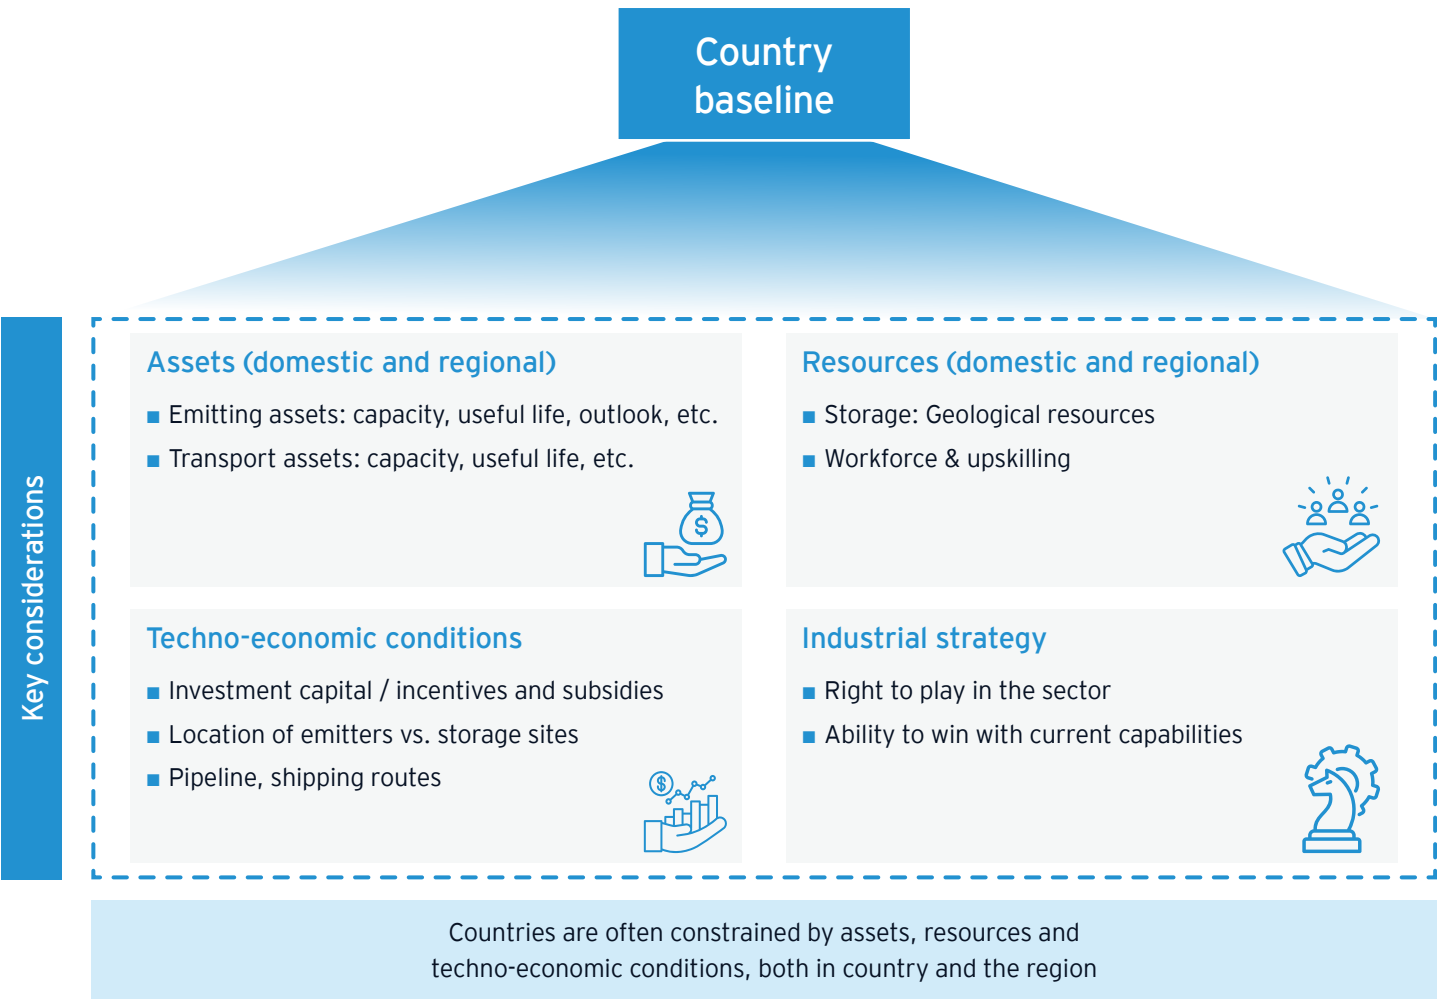 Country
baseline
Key considerations
Assets (domestic and regional)
▪ Emitting assets: capacity, useful life, outlook, etc.
▪ Transport assets: capacity, useful life, etc.
$
Resources (domestic and regional)
▪ Storage: Geological resources
▪ Workforce & upskilling
Techno-economic conditions
▪ Investment capital / incentives and subsidies
▪ Location of emitters vs. storage sites
▪ Pipeline, shipping routes
$
Industrial strategy
▪ Right to play in the sector
▪ Ability to win with current capabilities
Countries are often constrained by assets, resources and
techno-economic conditions, both in country and the region